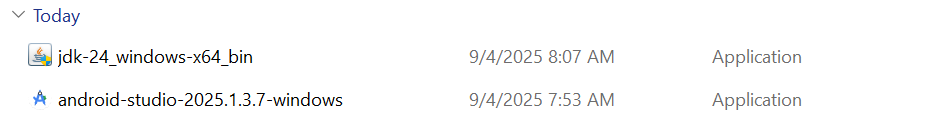 Today
jdk-24_windows-x64_bin 9/4/2025 8:07 AM Application
android-studio-2025.1.3.7-windows 9/4/2025 7:53 AM Application